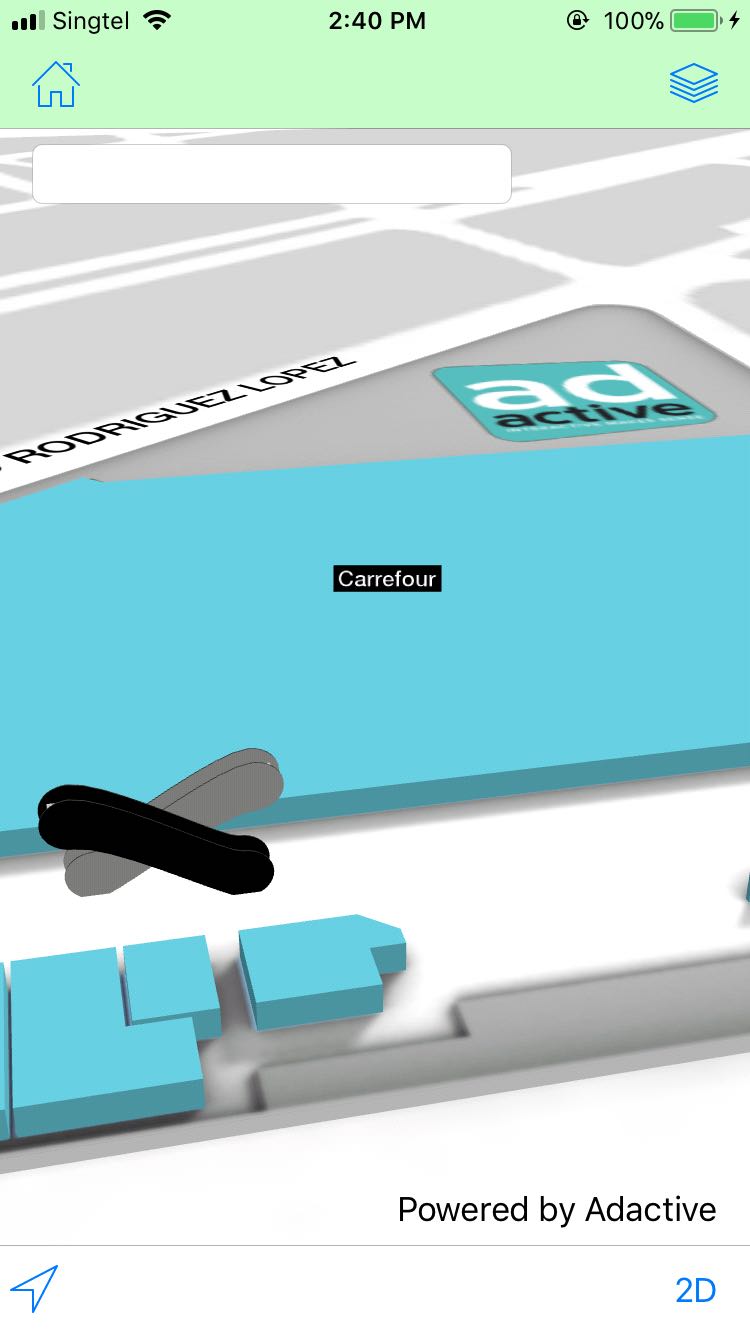 Singtel
2:40 PM
100%
RODRIGUEZ LOPEZ
ad
active
Carrefour
Powered by Adactive
2D